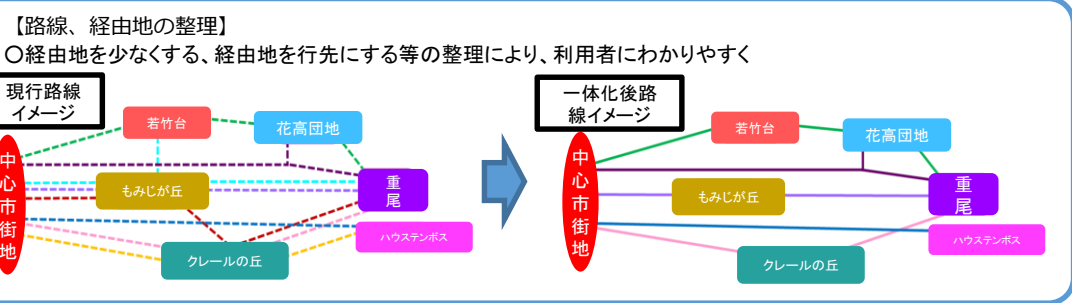 【路線、経由地の整理】
〇経由地を少なくする、経由地を行先にする等の整理により、利用者にわかりやすく
現行路線
イメージ
若竹台
花高団地
中心市街地
もみじが丘
重尾
ハウステンボス
クレールの丘
一体化後路
線イメージ
若竹台
花高団地
中心市街地
もみじが丘
重尾
ハウステンボス
クレールの丘